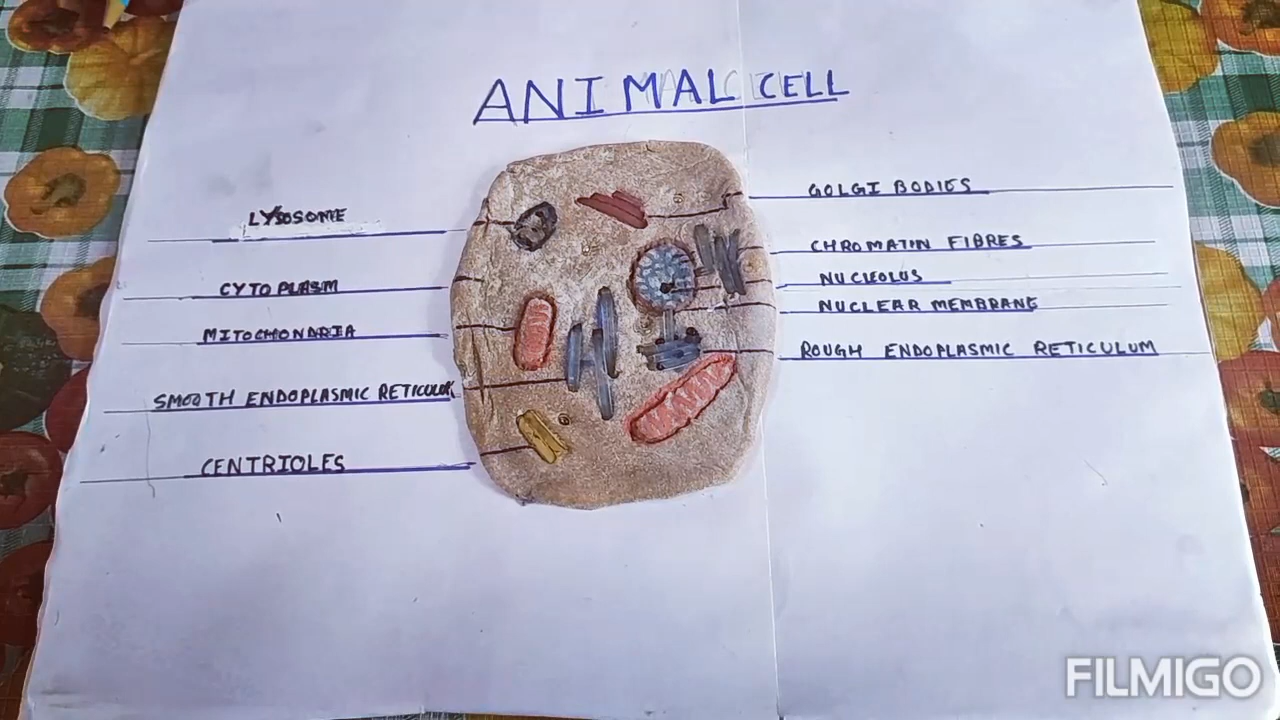 ANIMAL CELL
LYSOSOME
CYTOPLASM
MITOCHONDRIA
SMOOTH ENDOPLASMIC RETICULUM
CENTRIOLES
GOLGI BODIES
CHROMATIN FIBRES
NUCLEOLUS
NUCLEAR MEMBRANE
ROUGH ENDOPLASMIC RETICULUM
FILMIGO